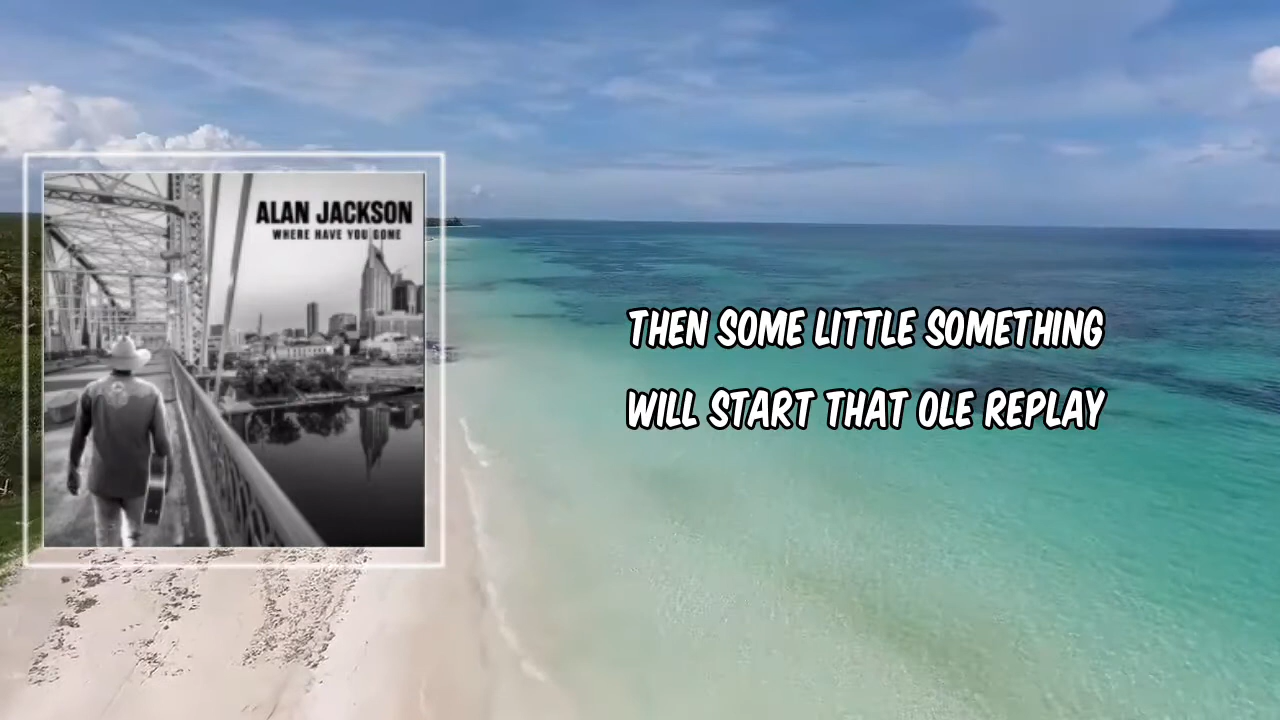 ALAN JACKSON
WHERE HAVE YOU GONE
THEN SOME LITTLE SOMETHING
WILL START THAT OLE REPLAY